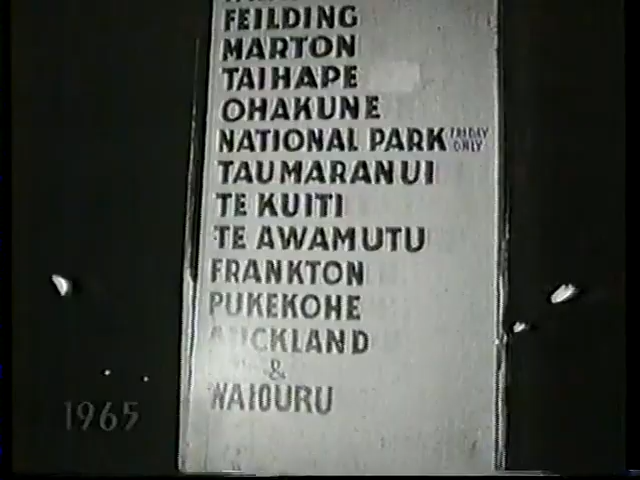 FEILDING
MARTON
TAIHAPE
OHAKUNE
NATIONAL PARK FRIDAY ONLY
TAUMARANUI
TE KUITI
TE AWAMUTU
FRANKTON
PUKEKOHE
AUCKLAND
&
WAIOURU
1965